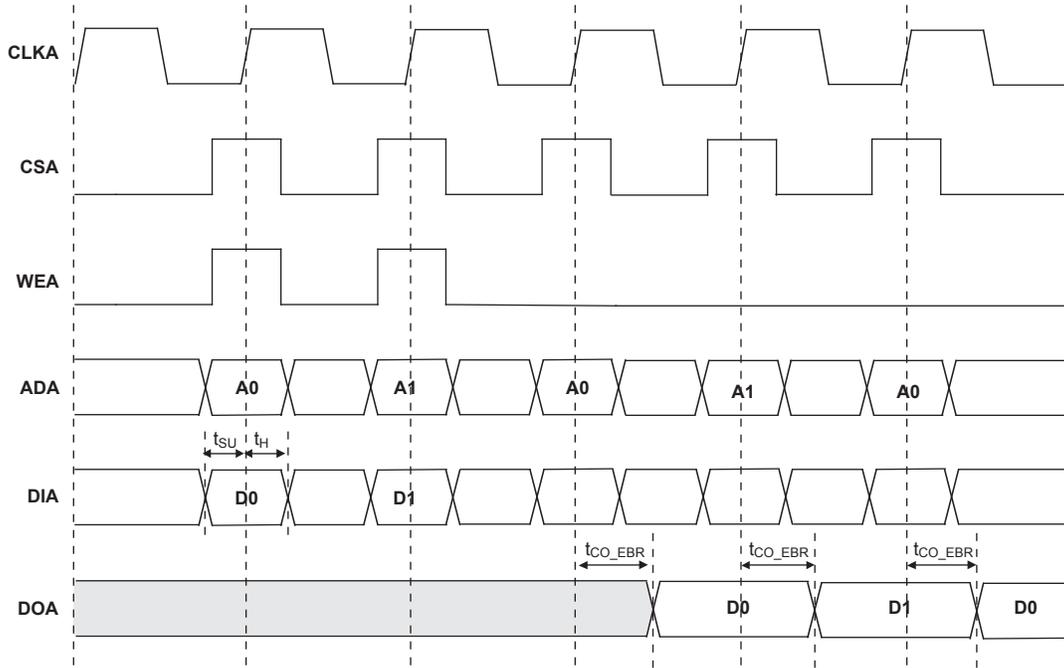 CLKA
CSA
WEA
ADA A0 A1 A0 A1 A0
tSU tH
DIA D0 D1
tCO_EBR tCO_EBR tCO_EBR
DOA D0 D1 D0